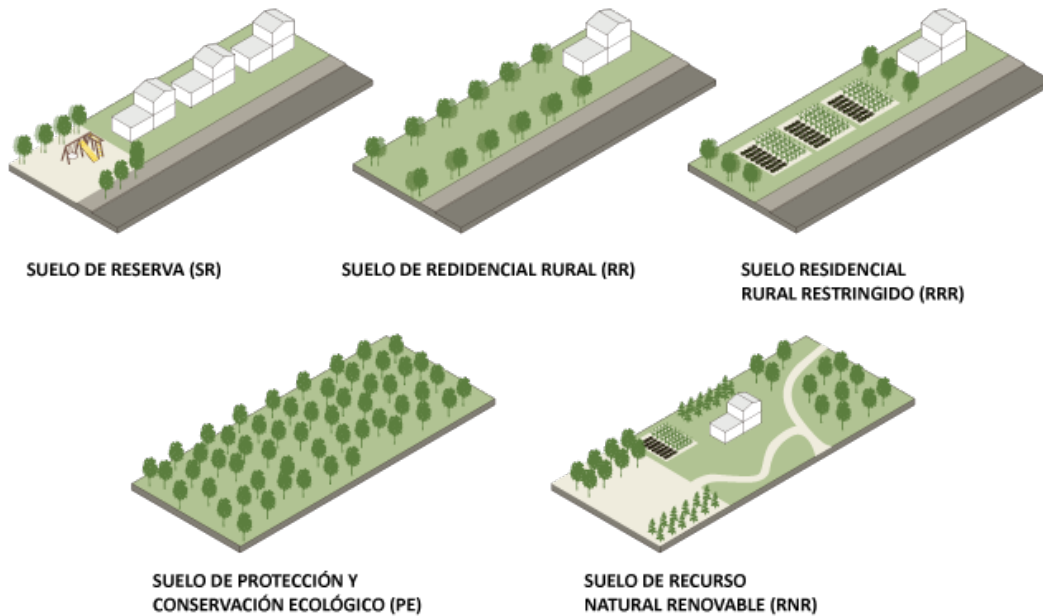 SUELO DE RESERVA (SR)
SUELO DE REDIDENCIAL RURAL (RR)
SUELO RESIDENCIAL
RURAL RESTRINGIDO (RRR)
SUELO DE PROTECCIÓN Y
CONSERVACIÓN ECOLÓGICO (PE)
SUELO DE RECURSO
NATURAL RENOVABLE (RNR)